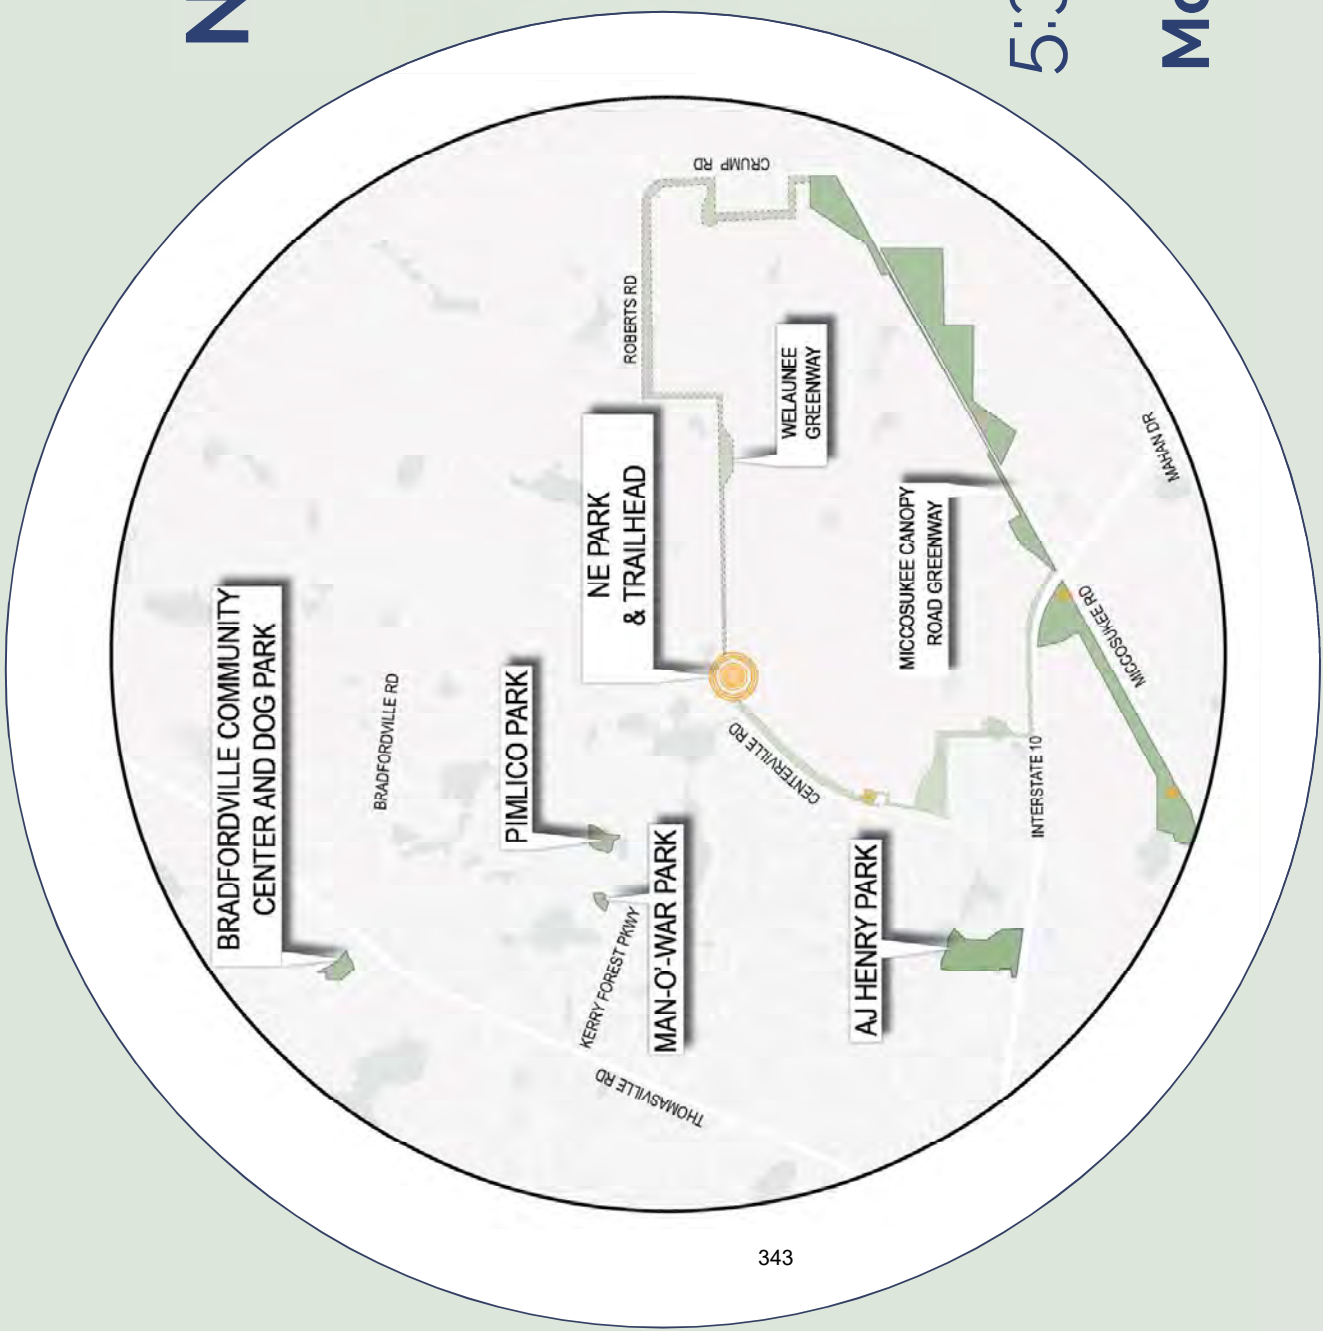 BRADFORDVILLE COMMUNITY
CENTER AND DOG PARK
BRADFORDVILLE RD
PIMLICO PARK
KERRY FOREST PKWY
MAN-O'-WAR PARK
THOMASVILLE RD
NE PARK
& TRAILHEAD
ROBERTS RD
CRUMP RD
WELAUNEE
GREENWAY
CENTERVILLE RD
AJ HENRY PARK
MICCOSUKEE CANOPY
ROAD GREENWAY
INTERSTATE 10
MICCOSUKEE RD
MAHAN DR
343